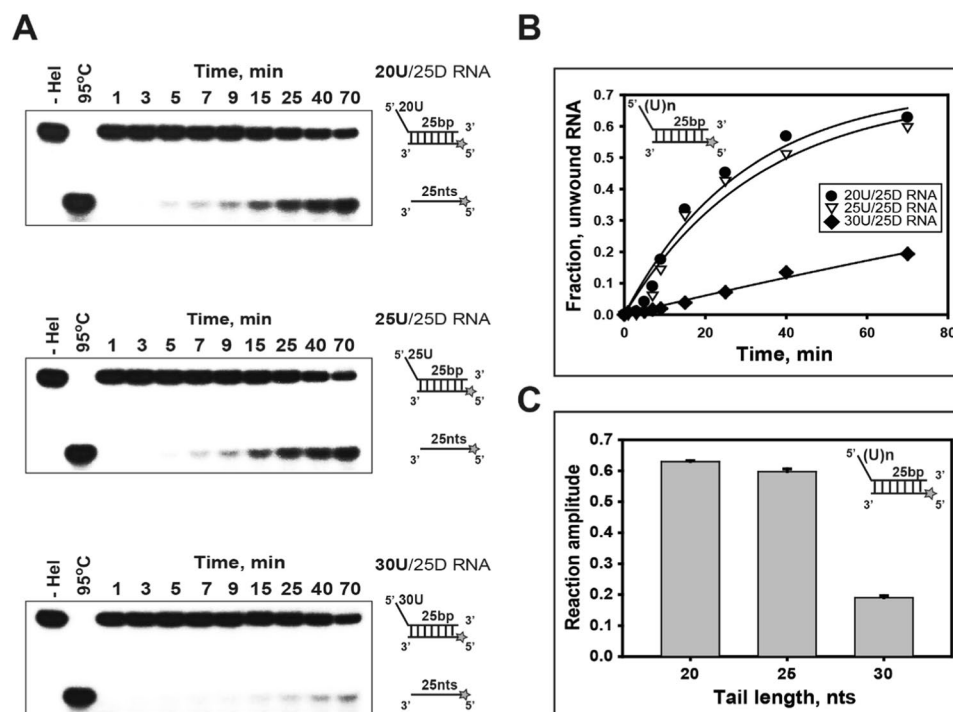 A
- Hel
95°C
Time, min
1 3 5 7 9 15 25 40 70
20U/25D RNA
5' 20U
25bp
3'
3' 5'
25nts
3' 5'
- Hel
95°C
Time, min
1 3 5 7 9 15 25 40 70
25U/25D RNA
5' 25U
25bp
3'
3' 5'
25nts
3' 5'
- Hel
95°C
Time, min
1 3 5 7 9 15 25 40 70
30U/25D RNA
5' 30U
25bp
3'
3' 5'
25nts
3' 5'
B
Fraction, unwound RNA
0.7
0.6
0.5
0.4
0.3
0.2
0.1
0.0
5' (U)n
25bp
3'
3' 5'
20U/25D RNA
25U/25D RNA
30U/25D RNA
0 20 40 60 80
Time, min
C
Reaction amplitude
0.7
0.6
0.5
0.4
0.3
0.2
0.1
0.0
5' (U)n
25bp
3'
3' 5'
20 25 30
Tail length, nts